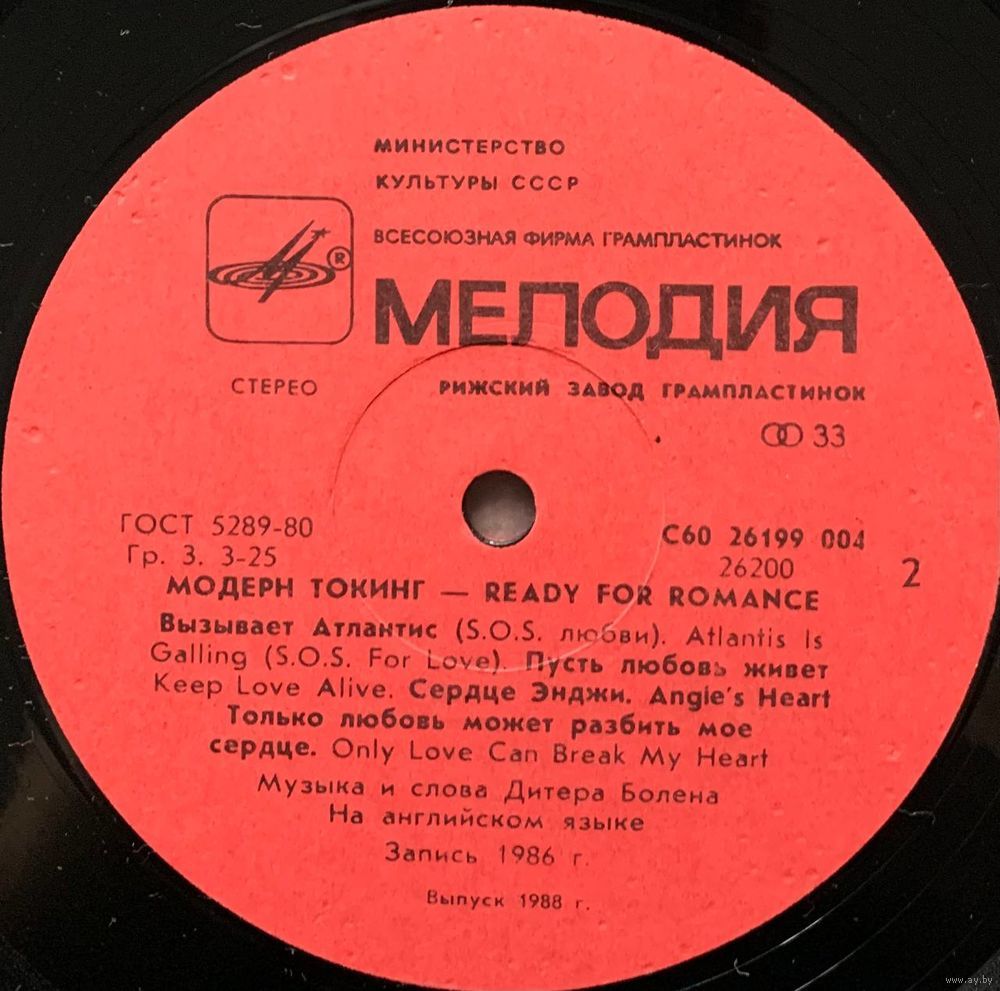 МИНИСТЕРСТВО
КУЛЬТУРЫ СССР
ВСЕСОЮЗНАЯ ФИРМА ГРАМПЛАСТИНОК
®
МЕЛОДИЯ
СТЕРЕО
РИЖСКИЙ ЗАВОД ГРАМПЛАСТИНОК
33
ГОСТ 5289-80
Гр. 3. 3-25
С60 26199 004
26200
2
МОДЕРН ТОКИНГ — READY FOR ROMANCE
Вызывает Атлантис (S.O.S. любви). Atlantis Is
Galling (S.O.S. For Love). Пусть любовь живет
Keep Love Alive. Сердце Энджи. Angie's Heart
Только любовь может разбить мое
сердце. Only Love Can Break My Heart
Музыка и слова Дитера Болена
На английском языке
Запись 1986 г.
Выпуск 1988 г.
www.ay.by